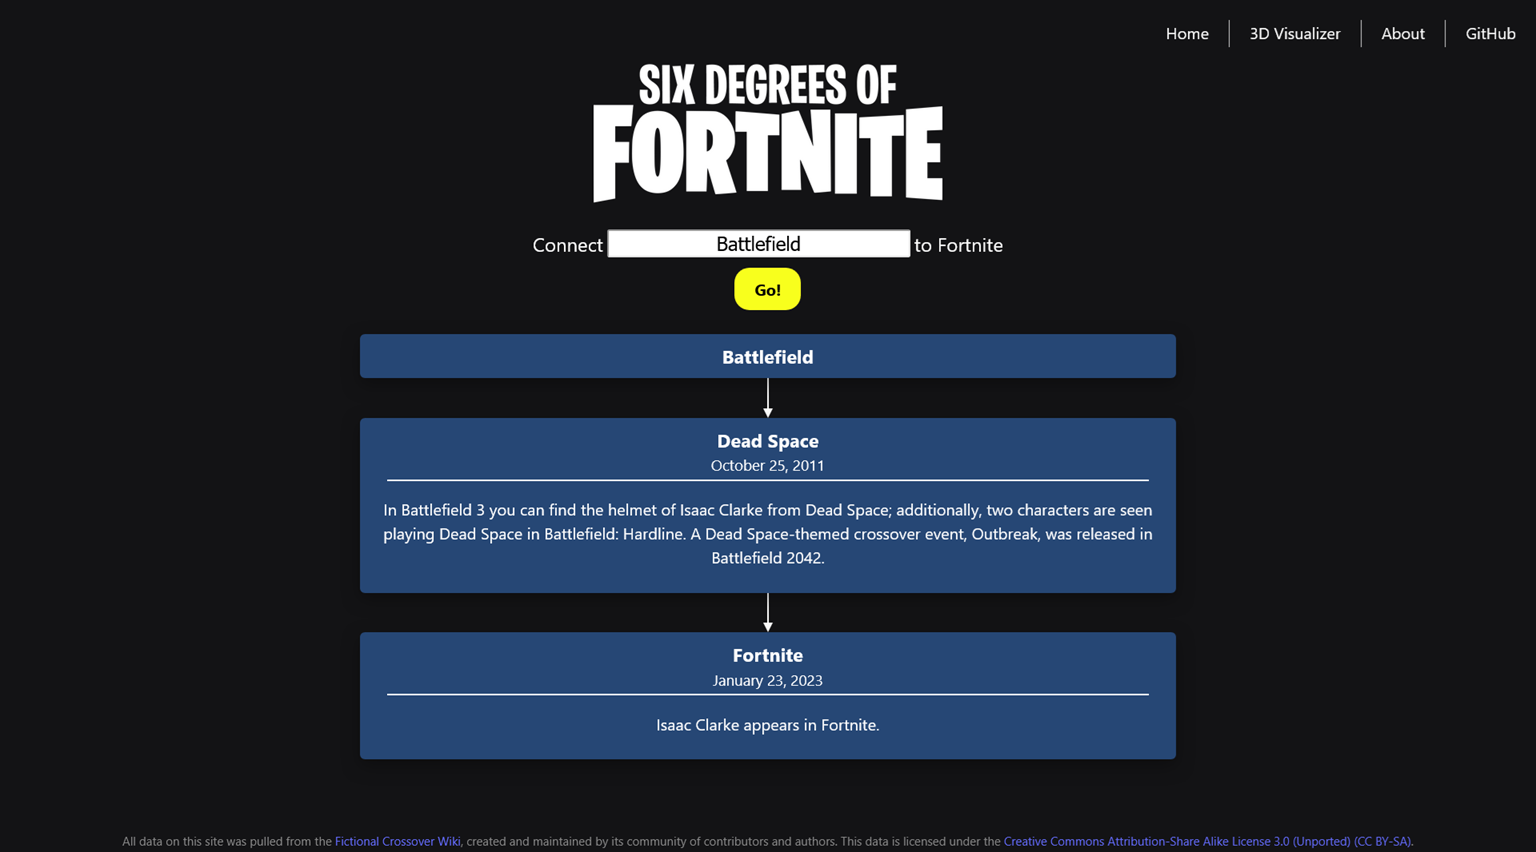 Home
3D Visualizer
About
GitHub
SIX DEGREES OF
FORTNITE
Connect Battlefield to Fortnite
Go!
Battlefield
Dead Space
October 25, 2011
In Battlefield 3 you can find the helmet of Isaac Clarke from Dead Space; additionally, two characters are seen
playing Dead Space in Battlefield: Hardline. A Dead Space-themed crossover event, Outbreak, was released in
Battlefield 2042.
Fortnite
January 23, 2023
Isaac Clarke appears in Fortnite.
All data on this site was pulled from the Fictional Crossover Wiki, created and maintained by its community of contributors and authors. This data is licensed under the Creative Commons Attribution-Share Alike License 3.0 (Unported) (CC BY-SA).